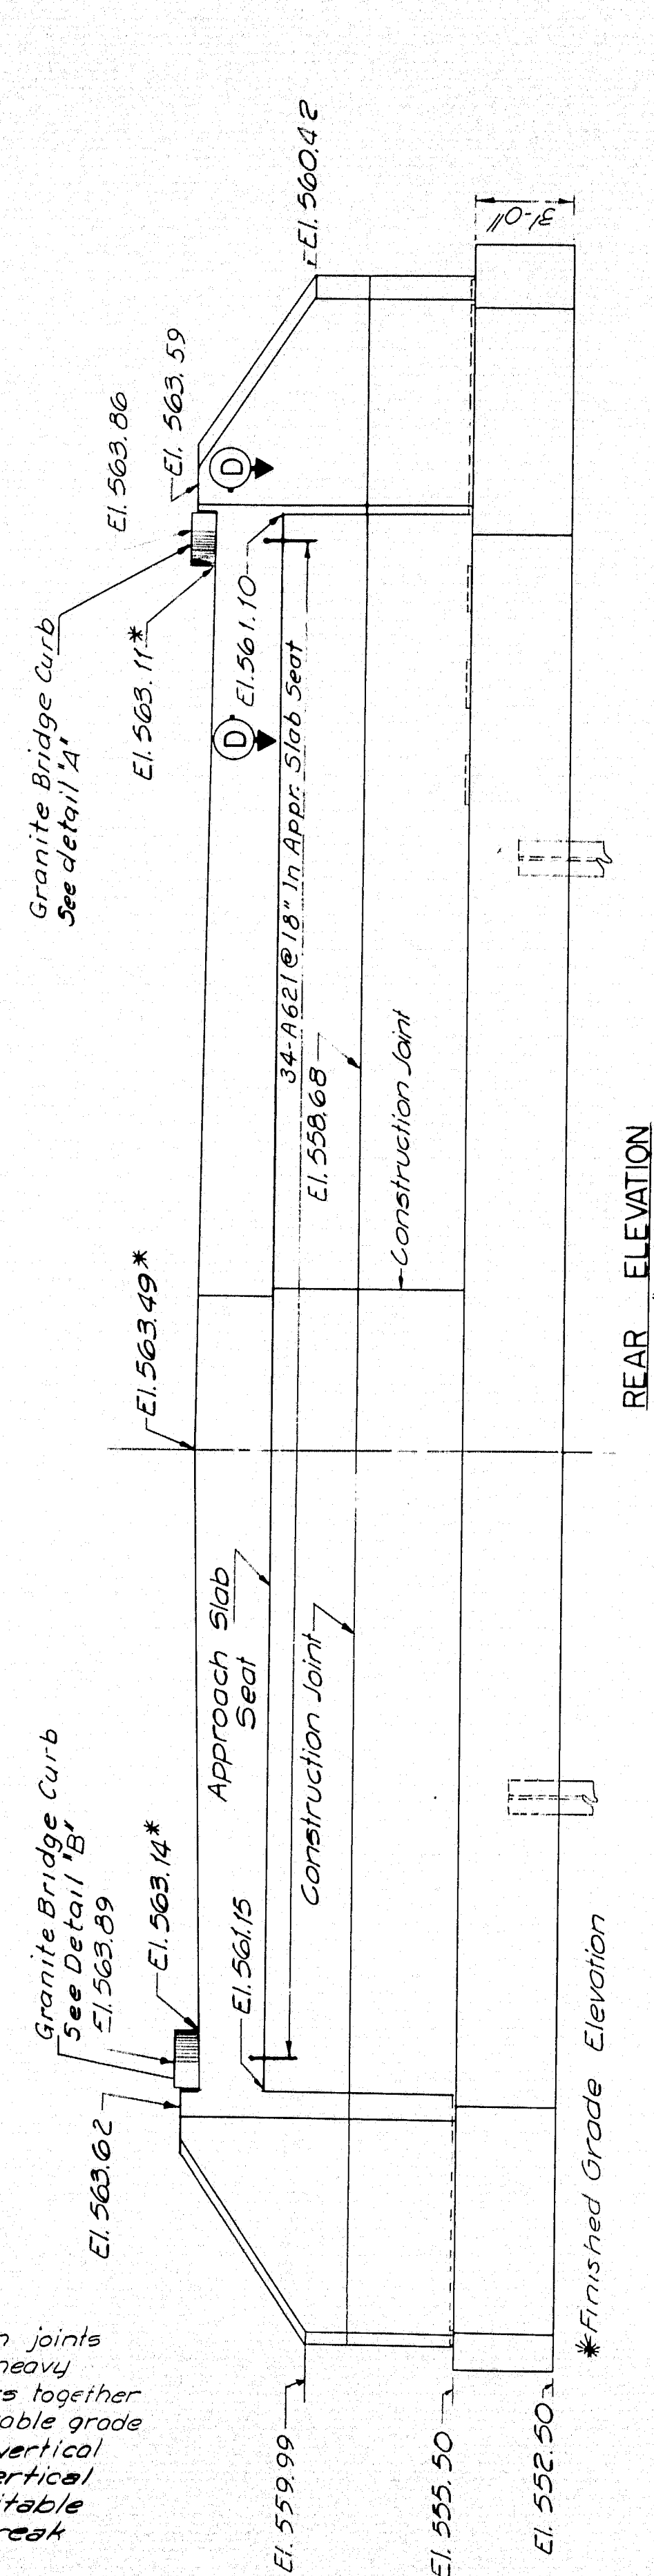 Granite Bridge Curb
See Detail "B"
El. 563.89
El. 563.62
El. 563.14*
El. 561.15
Approach Slab
Seat
Construction Joint
El. 563.49*
Granite Bridge Curb
See detail "A"
El. 563.86
El. 563.59
El. 563.11*
El. 561.10
D
D
34-A621@18" In Appr. Slab Seat
El. 558.68
Construction Joint
El. 560.42
3'-0"
El. 559.99
El. 555.50
El. 552.50
*Finished Grade Elevation
REAR ELEVATION
joints
heavy
together
grade
vertical